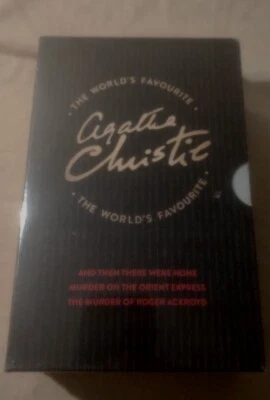 · THE WORLD'S FAVOURITE ·
Agatha
Christie
· THE WORLD'S FAVOURITE ·
AND THEN THERE WERE NONE
MURDER ON THE ORIENT EXPRESS
THE MURDER OF ROGER ACKROYD